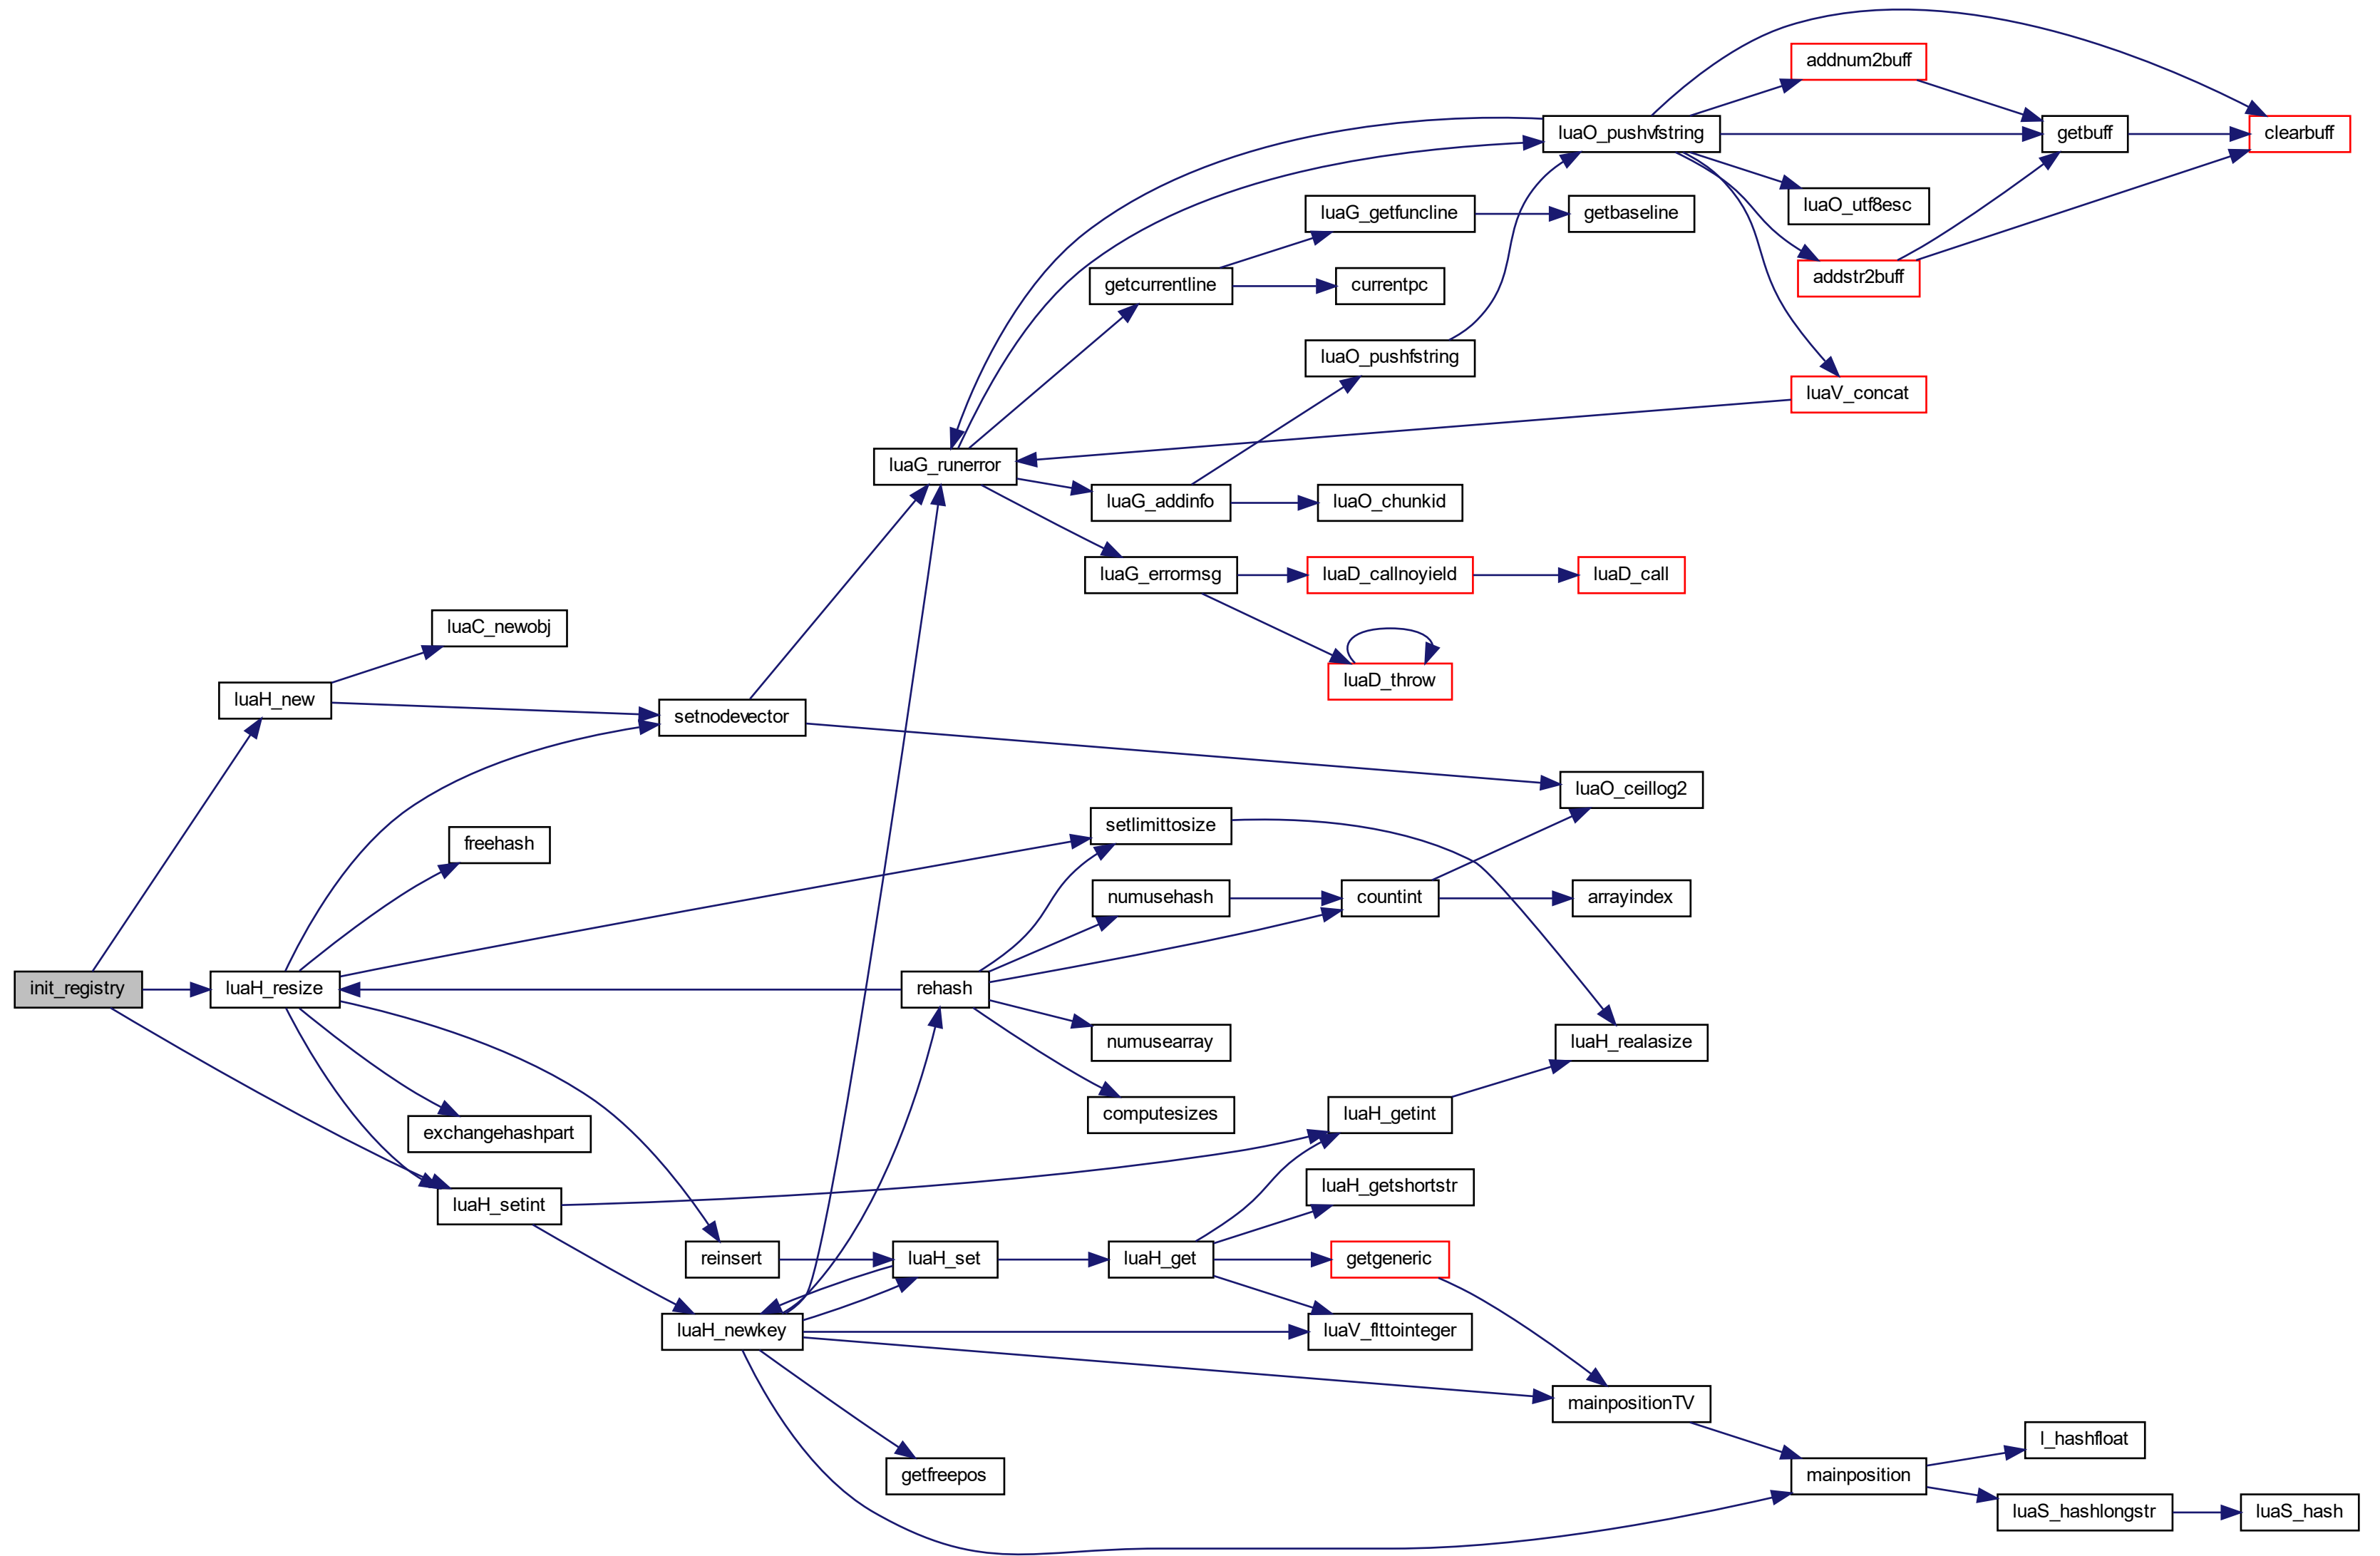 addnum2buff
luaO_pushvfstring
getbuff
clearbuff
luaO_utf8esc
luaG_getfuncline
getbaseline
addstr2buff
getcurrentline
currentpc
luaO_pushfstring
luaV_concat
luaG_runerror
luaG_addinfo
luaO_chunkid
luaG_errormsg
luaD_callnoyield
luaD_call
luaC_newobj
luaD_throw
luaH_new
setnodevector
luaO_ceillog2
setlimittosize
freehash
numusehash
countint
arrayindex
init_registry
luaH_resize
rehash
numusearray
luaH_realasize
computesizes
luaH_getint
exchangehashpart
luaH_getshortstr
luaH_setint
reinsert
luaH_set
luaH_get
getgeneric
luaH_newkey
luaV_flttointeger
mainpositionTV
l_hashfloat
getfreepos
mainposition
luaS_hashlongstr
luaS_hash